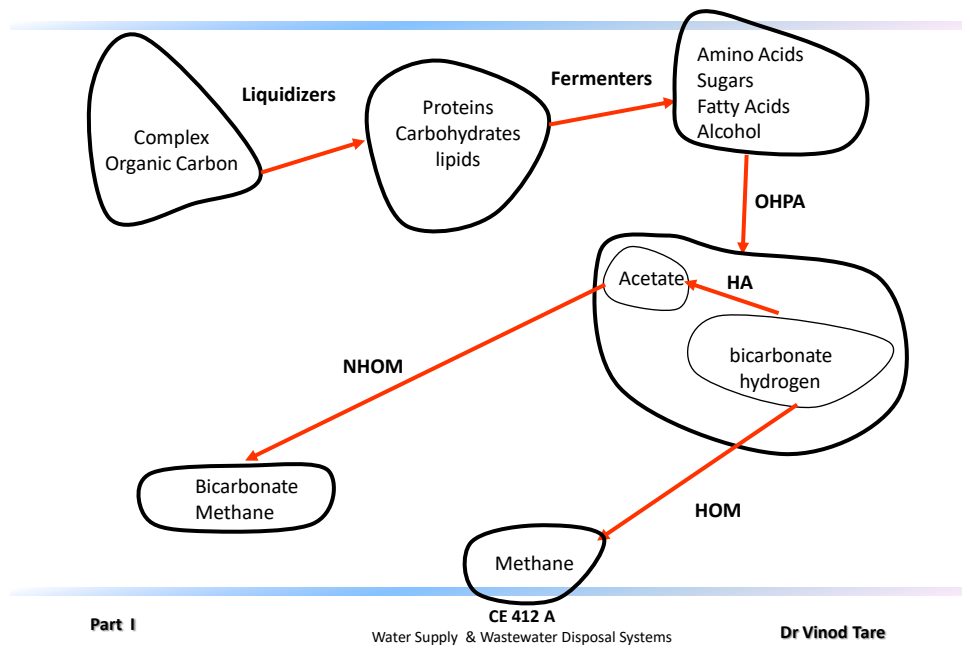 Liquidizers
Complex
Organic Carbon
Proteins
Carbohydrates
lipids
Fermenters
Amino Acids
Sugars
Fatty Acids
Alcohol
OHPA
Acetate
HA
bicarbonate
hydrogen
NHOM
Bicarbonate
Methane
HOM
Methane
Part I
CE 412 A
Water Supply & Wastewater Disposal Systems
Dr Vinod Tare